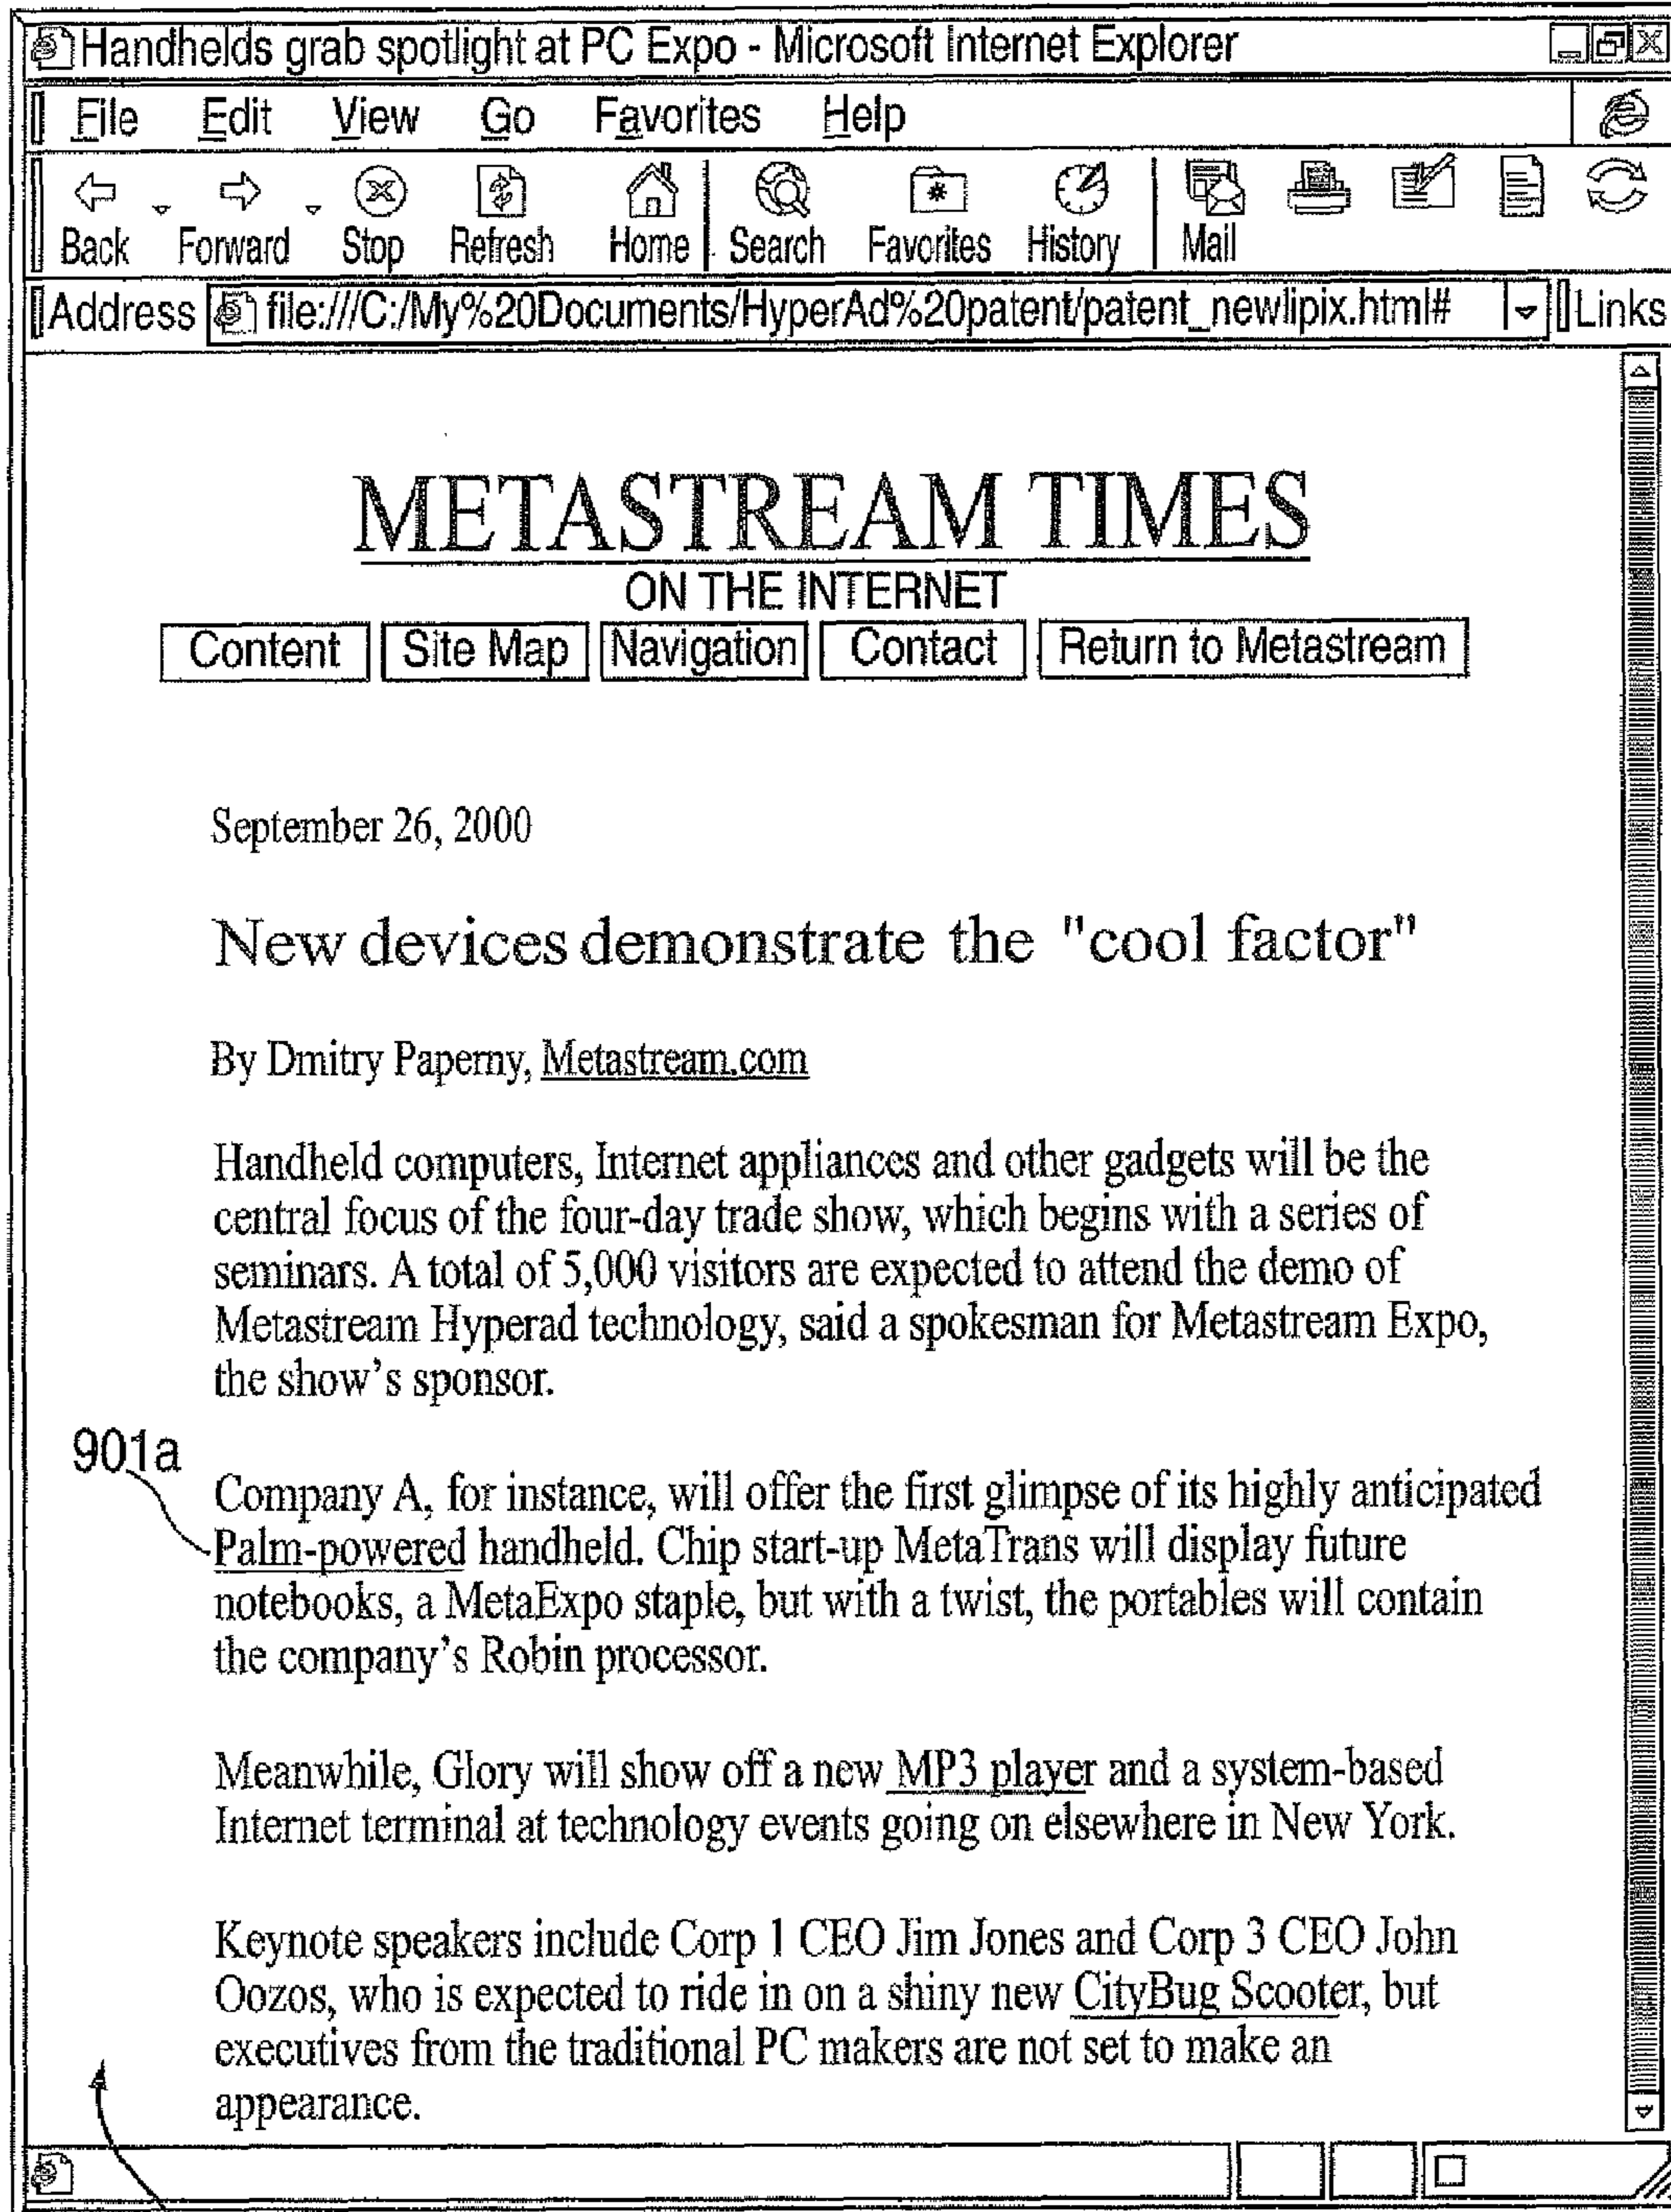 Handhelds grab spotlight at PC Expo - Microsoft Internet Explorer
File Edit View Go Favorites Help
Back Forward Stop Refresh Home Search Favorites History Mail
Address file:///C:/My%20Documents/HyperAd%20patent/patent_newlipix.html# Links
METASTREAM TIMES
ON THE INTERNET
Content Site Map Navigation Contact Return to Metastream
September 26, 2000
New devices demonstrate the "cool factor"
By Dmitry Paperny, Metastream.com
Handheld computers, Internet appliances and other gadgets will be the
central focus of the four-day trade show, which begins with a series of
seminars. A total of 5,000 visitors are expected to attend the demo of
Metastream Hyperad technology, said a spokesman for Metastream Expo,
the show's sponsor.
901a
Company A, for instance, will offer the first glimpse of its highly anticipated
Palm-powered handheld. Chip start-up MetaTrans will display future
notebooks, a MetaExpo staple, but with a twist, the portables will contain
the company's Robin processor.
Meanwhile, Glory will show off a new MP3 player and a system-based
Internet terminal at technology events going on elsewhere in New York.
Keynote speakers include Corp 1 CEO Jim Jones and Corp 3 CEO John
Oozos, who is expected to ride in on a shiny new CityBug Scooter, but
executives from the traditional PC makers are not set to make an
appearance.